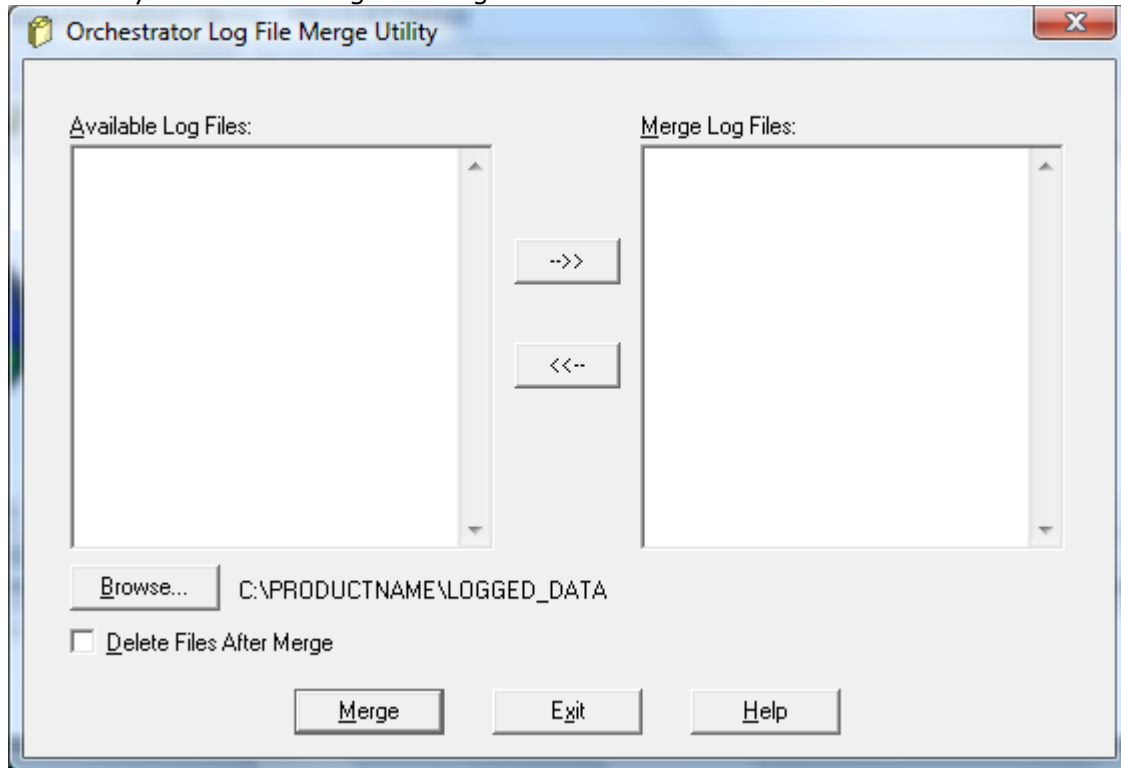 Orchestrator Log File Merge Utility
Available Log Files:
Merge Log Files:
-->>
<<--
Browse... C:\PRODUCTNAME\LOGGED_DATA
Delete Files After Merge
Merge Exit Help